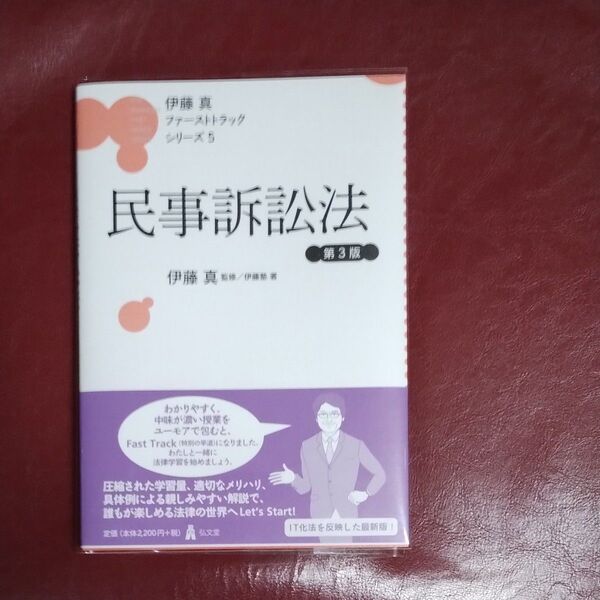 伊藤 真
ファーストトラック
シリーズ 5
民事訴訟法
第3版
伊藤 真 監修／伊藤塾 著
わかりやすく、
中味が濃い授業を
ユーモアで包むと、
Fast Track（特別の早道）になりました。
わたしと一緒に
法律学習を始めましょう。
圧縮された学習量、適切なメリハリ、
具体例による親しみやすい解説で、
誰もが楽しめる法律の世界へLet's Start!
IT化法を反映した最新版！
定価（本体2,200円+税） 弘文堂